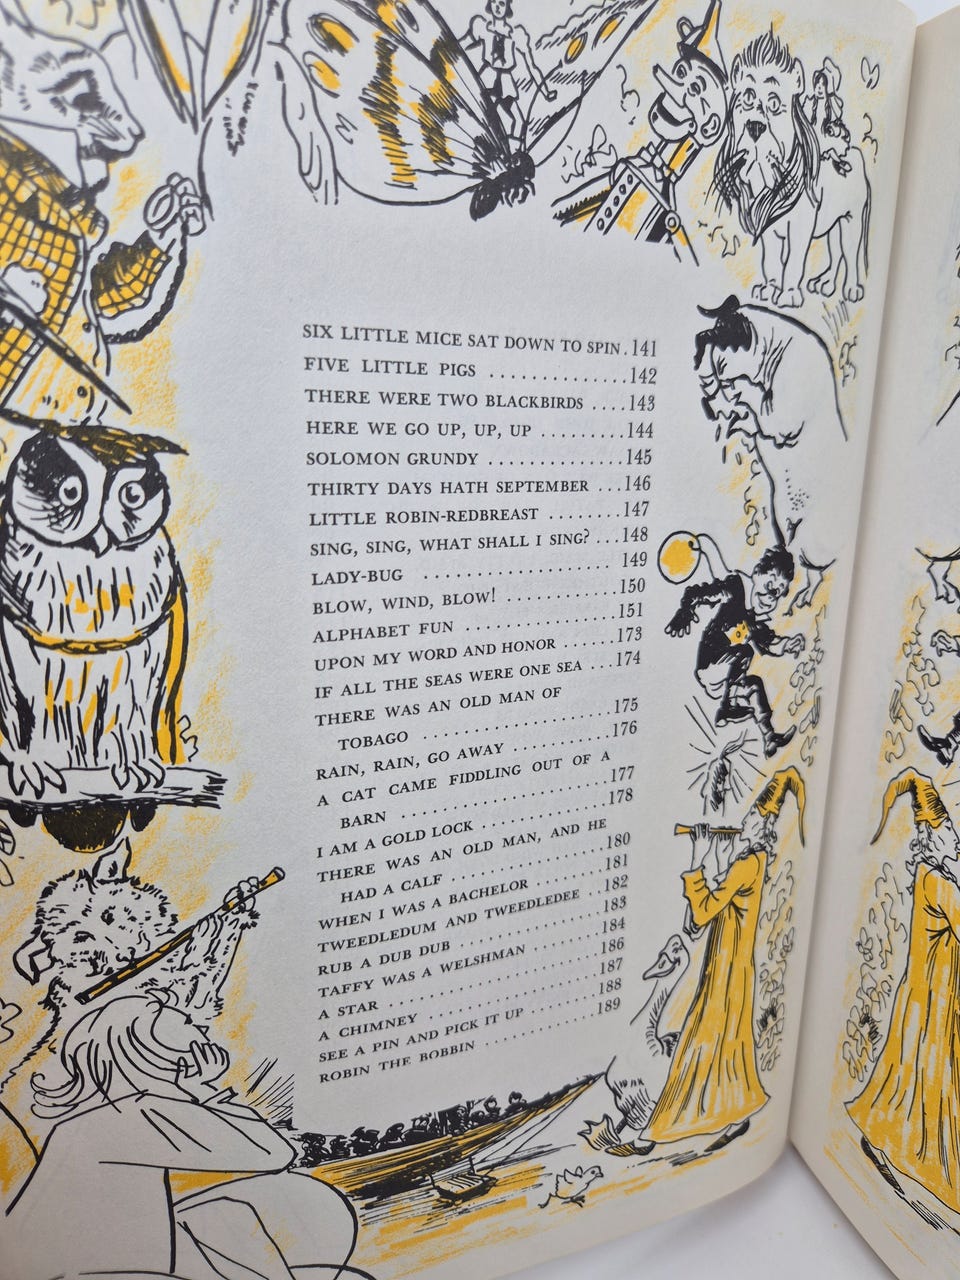 SIX LITTLE MICE SAT DOWN TO SPIN . 141
FIVE LITTLE PIGS . . . . . . . . . . . . . . 142
THERE WERE TWO BLACKBIRDS . . . . 143
HERE WE GO UP, UP, UP . . . . . . . . . 144
SOLOMON GRUNDY . . . . . . . . . . . . . . 145
THIRTY DAYS HATH SEPTEMBER . . . 146
LITTLE ROBIN-REDBREAST . . . . . . . . 147
SING, SING, WHAT SHALL I SING? . . . 148
LADY-BUG . . . . . . . . . . . . . . . . . . . 149
BLOW, WIND, BLOW! . . . . . . . . . . . . 150
ALPHABET FUN . . . . . . . . . . . . . . . . 151
UPON MY WORD AND HONOR . . . . . . 173
IF ALL THE SEAS WERE ONE SEA . . . 174
THERE WAS AN OLD MAN OF
TOBAGO . . . . . . . . . . . . . . . . . . . 175
RAIN, RAIN, GO AWAY . . . . . . . . . . . 176
A CAT CAME FIDDLING OUT OF A
BARN . . . . . . . . . . . . . . . . . . . . . 177
I AM A GOLD LOCK . . . . . . . . . . . . . 178
THERE WAS AN OLD MAN, AND HE
HAD A CALF . . . . . . . . . . . . . . . . 180
WHEN I WAS A BACHELOR . . . . . . . . 181
TWEEDLEDUM AND TWEEDLEDEE . . 182
RUB A DUB DUB . . . . . . . . . . . . . . . 183
TAFFY WAS A WELSHMAN . . . . . . . . 184
A STAR . . . . . . . . . . . . . . . . . . . . . . 186
A CHIMNEY . . . . . . . . . . . . . . . . . . . 187
SEE A PIN AND PICK IT UP . . . . . . . . 188
ROBIN THE BOBBIN . . . . . . . . . . . . . 189